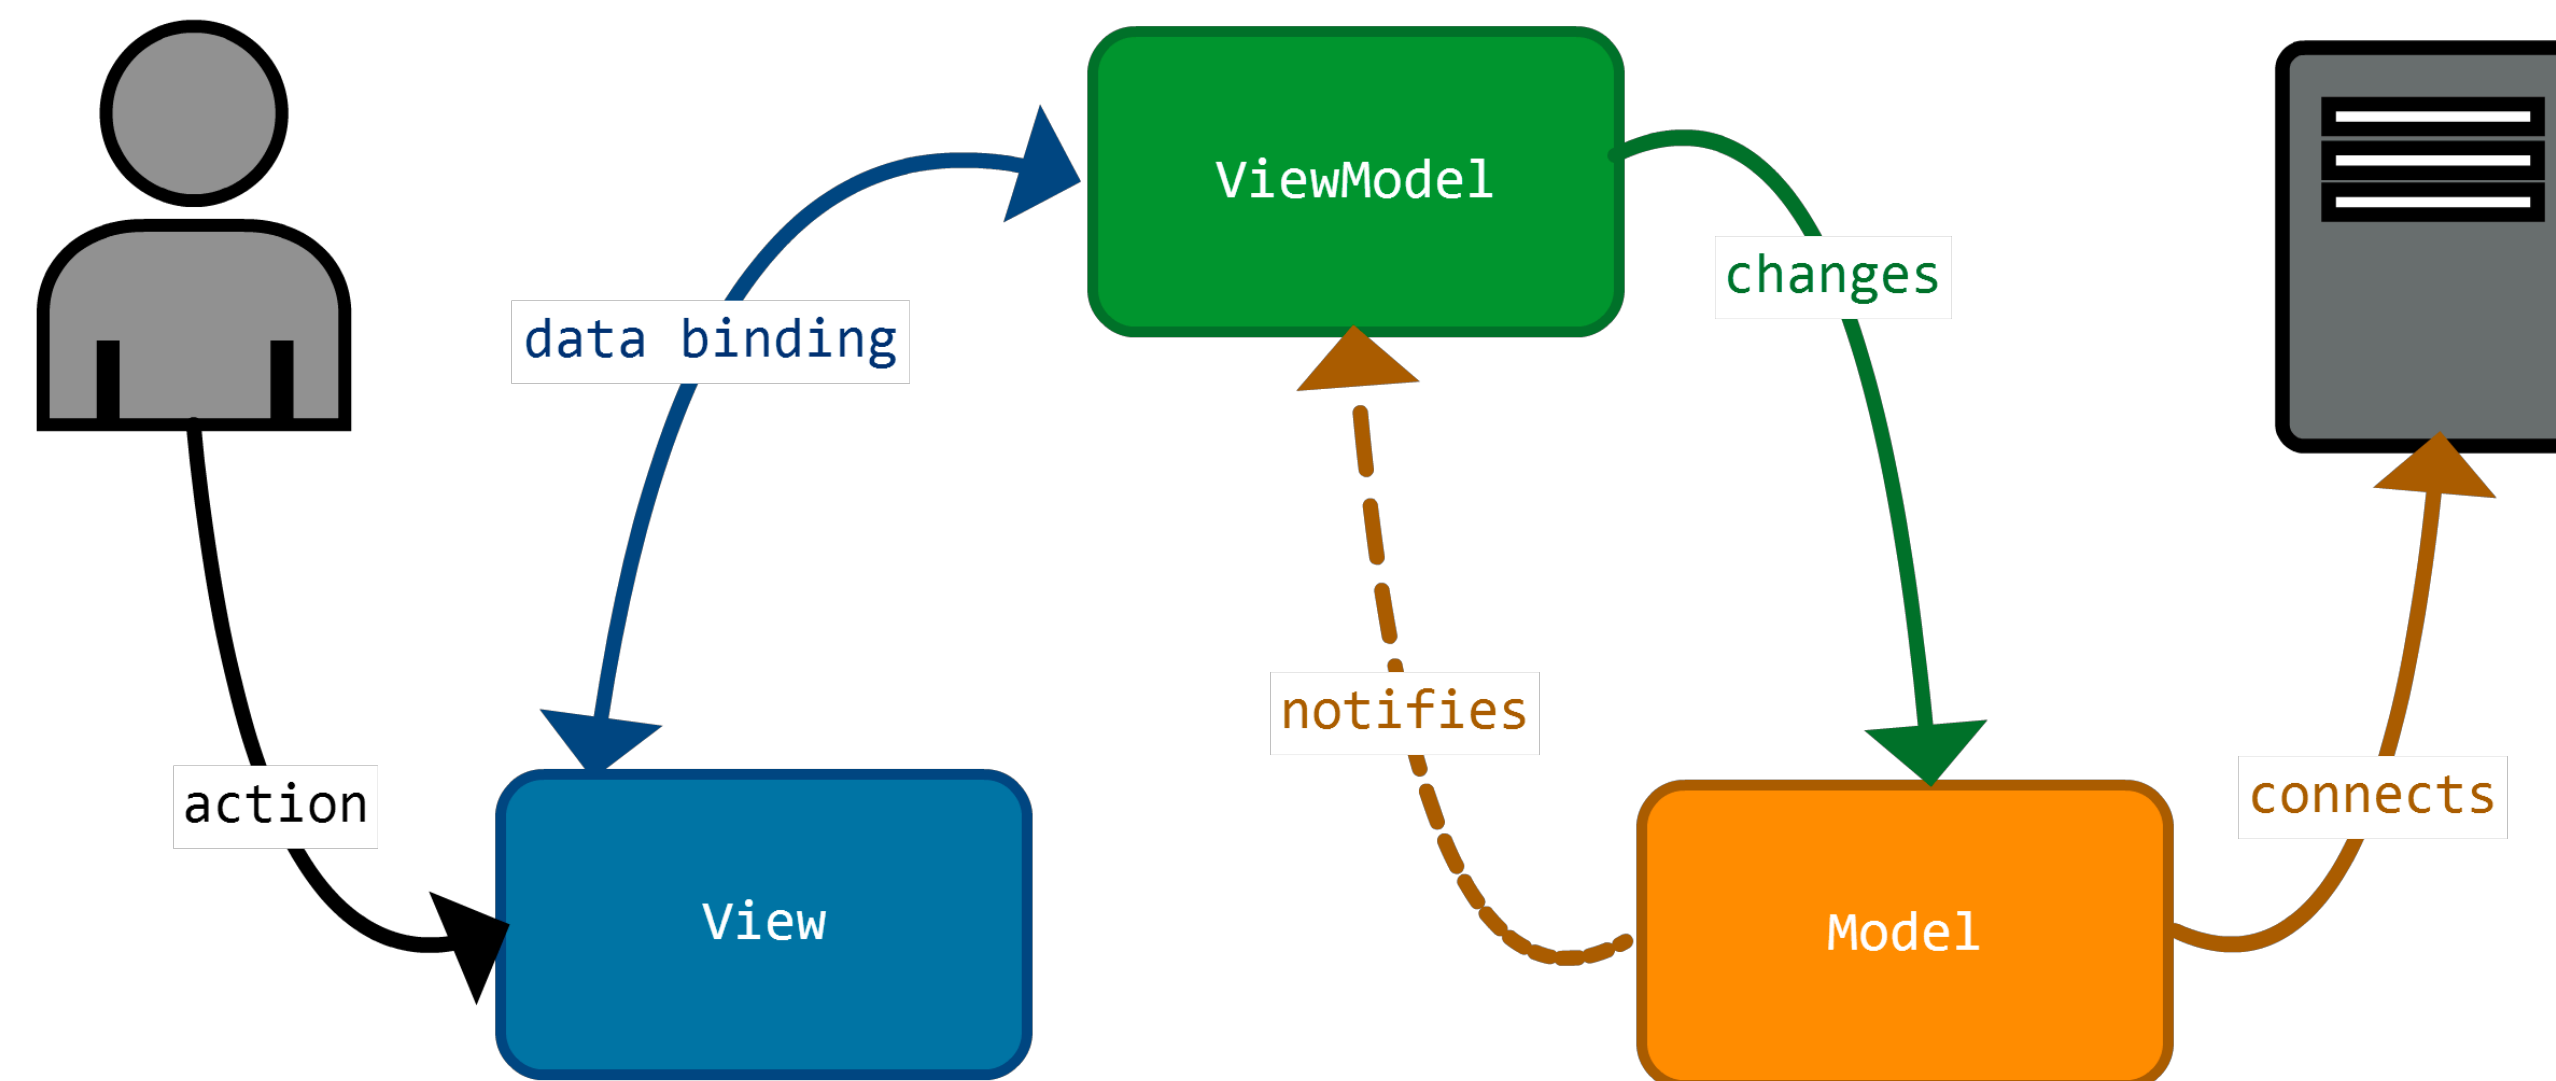 ViewModel
changes
data binding
notifies
action
connects
View
Model